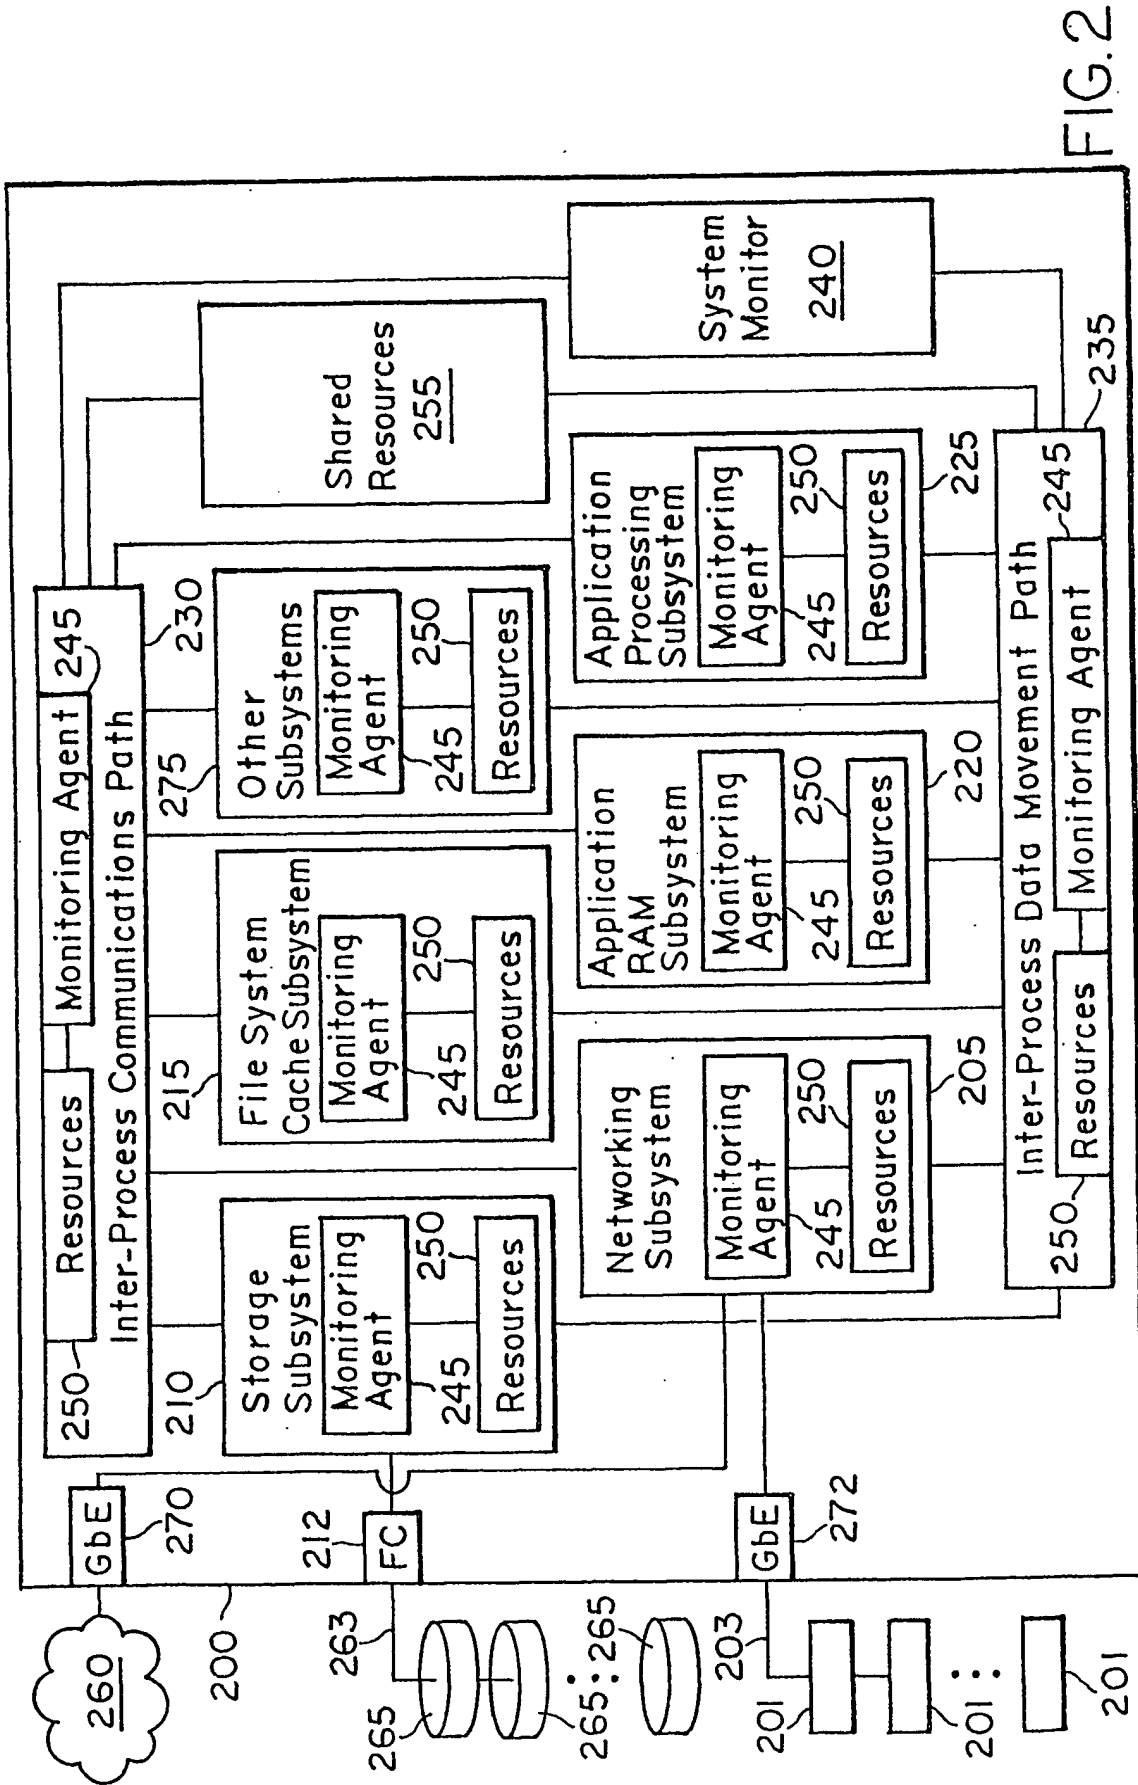 250
Resources
Monitoring Agent
245
Inter-Process Communications Path
230
210
Storage
Subsystem
Monitoring
Agent
250
245
Resources
215
File System
Cache Subsystem
Monitoring
Agent
250
245
Resources
275
Other
Subsystems
Monitoring
Agent
250
245
Resources
Shared
Resources
255
GbE
270
260
200
212
FC
263
265
265
265
Networking
Subsystem
Monitoring
Agent
250
245
Resources
205
Application
RAM Subsystem
Monitoring
Agent
250
245
Resources
220
Application
Processing
Subsystem
Monitoring
Agent
250
245
Resources
225
System
Monitor
240
GbE
272
203
201
201
201
Inter-Process Data Movement Path
235
250
Resources
Monitoring Agent
245
FIG. 2